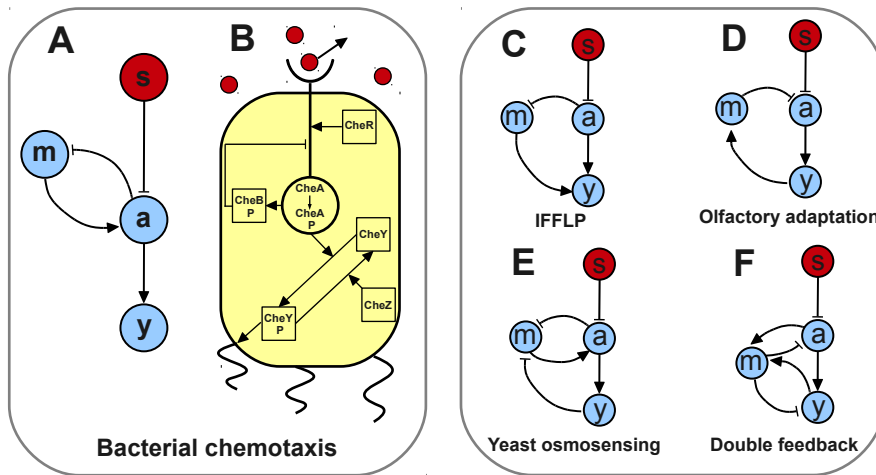 A
s
m
a
y
B
CheR
CheA
CheA
P
CheB
P
CheY
CheZ
CheY
P
Bacterial chemotaxis
C
s
m
a
y
IFFLP
D
s
m
a
y
Olfactory adaptation
E
s
m
a
y
Yeast osmosensing
F
s
a
m
y
Double feedback